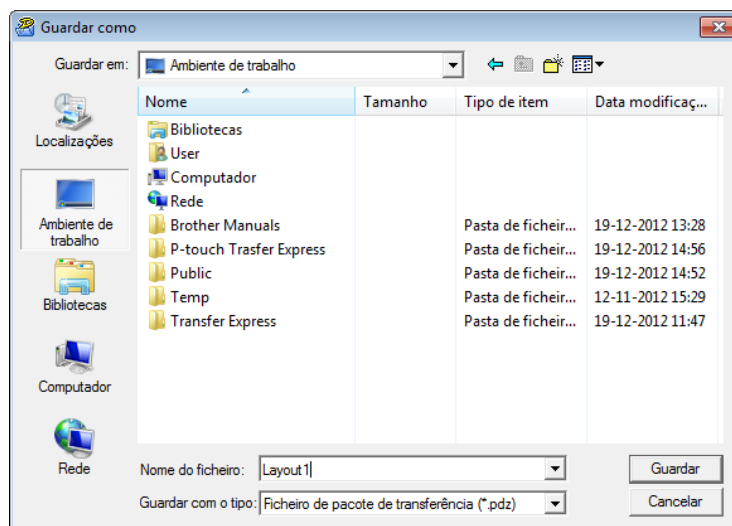 Guardar como
Guardar em: Ambiente de trabalho
Nome Tamanho Tipo de item Data modificaç...
Bibliotecas
User
Computador
Rede
Brother Manuals Pasta de ficheir... 19-12-2012 13:28
P-touch Trasfer Express Pasta de ficheir... 19-12-2012 14:56
Public Pasta de ficheir... 19-12-2012 14:52
Temp Pasta de ficheir... 12-11-2012 15:29
Transfer Express Pasta de ficheir... 19-12-2012 11:47
Localizações
Ambiente de
trabalho
Bibliotecas
Computador
Rede
Nome do ficheiro: Layout1 Guardar
Guardar com o tipo: Ficheiro de pacote de transferência (*.pdz) Cancelar